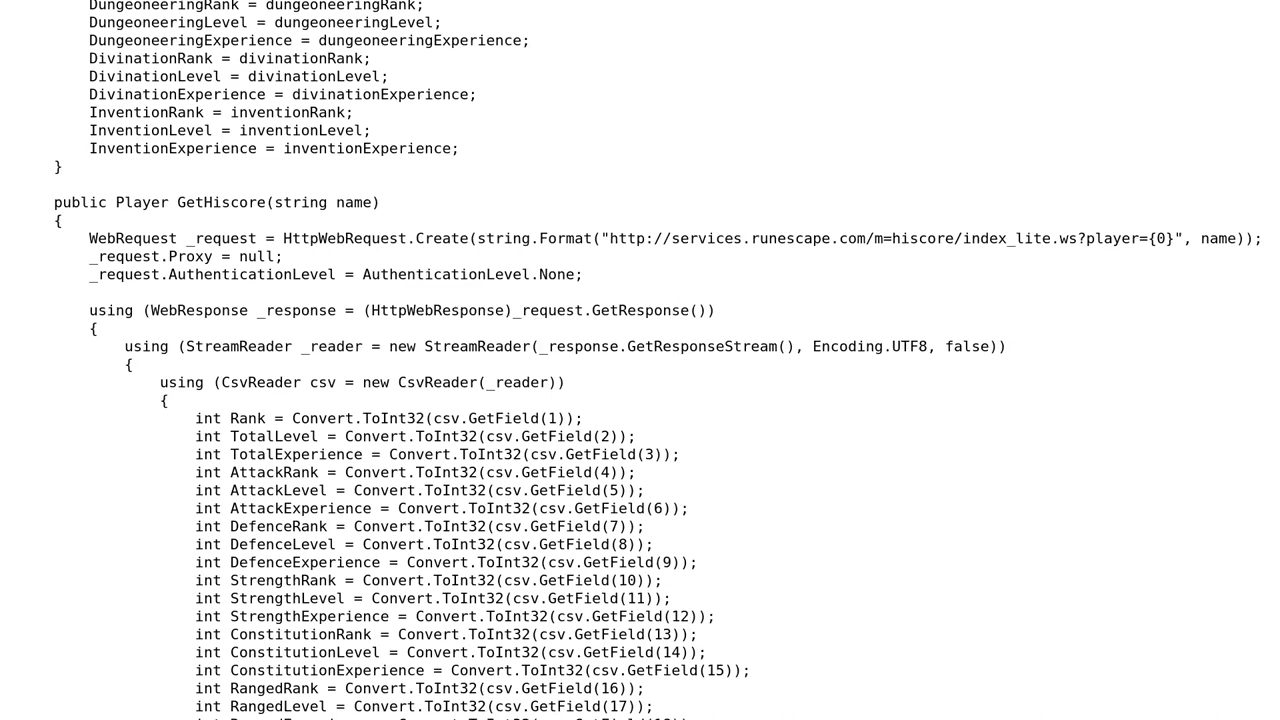 DungeoneeringRank = dungeoneeringRank;
DungeoneeringLevel = dungeoneeringLevel;
DungeoneeringExperience = dungeoneeringExperience;
DivinationRank = divinationRank;
DivinationLevel = divinationLevel;
DivinationExperience = divinationExperience;
InventionRank = inventionRank;
InventionLevel = inventionLevel;
InventionExperience = inventionExperience;
}
public Player GetHiscore(string name)
{
WebRequest _request = HttpWebRequest.Create(string.Format("http://services.runescape.com/m=hiscore/index_lite.ws?player={0}", name));
_request.Proxy = null;
_request.AuthenticationLevel = AuthenticationLevel.None;
using (WebResponse _response = (HttpWebResponse)_request.GetResponse())
{
using (StreamReader _reader = new StreamReader(_response.GetResponseStream(), Encoding.UTF8, false))
{
using (CsvReader csv = new CsvReader(_reader))
{
int Rank = Convert.ToInt32(csv.GetField(1));
int TotalLevel = Convert.ToInt32(csv.GetField(2));
int TotalExperience = Convert.ToInt32(csv.GetField(3));
int AttackRank = Convert.ToInt32(csv.GetField(4));
int AttackLevel = Convert.ToInt32(csv.GetField(5));
int AttackExperience = Convert.ToInt32(csv.GetField(6));
int DefenceRank = Convert.ToInt32(csv.GetField(7));
int DefenceLevel = Convert.ToInt32(csv.GetField(8));
int DefenceExperience = Convert.ToInt32(csv.GetField(9));
int StrengthRank = Convert.ToInt32(csv.GetField(10));
int StrengthLevel = Convert.ToInt32(csv.GetField(11));
int StrengthExperience = Convert.ToInt32(csv.GetField(12));
int ConstitutionRank = Convert.ToInt32(csv.GetField(13));
int ConstitutionLevel = Convert.ToInt32(csv.GetField(14));
int ConstitutionExperience = Convert.ToInt32(csv.GetField(15));
int RangedRank = Convert.ToInt32(csv.GetField(16));
int RangedLevel = Convert.ToInt32(csv.GetField(17));